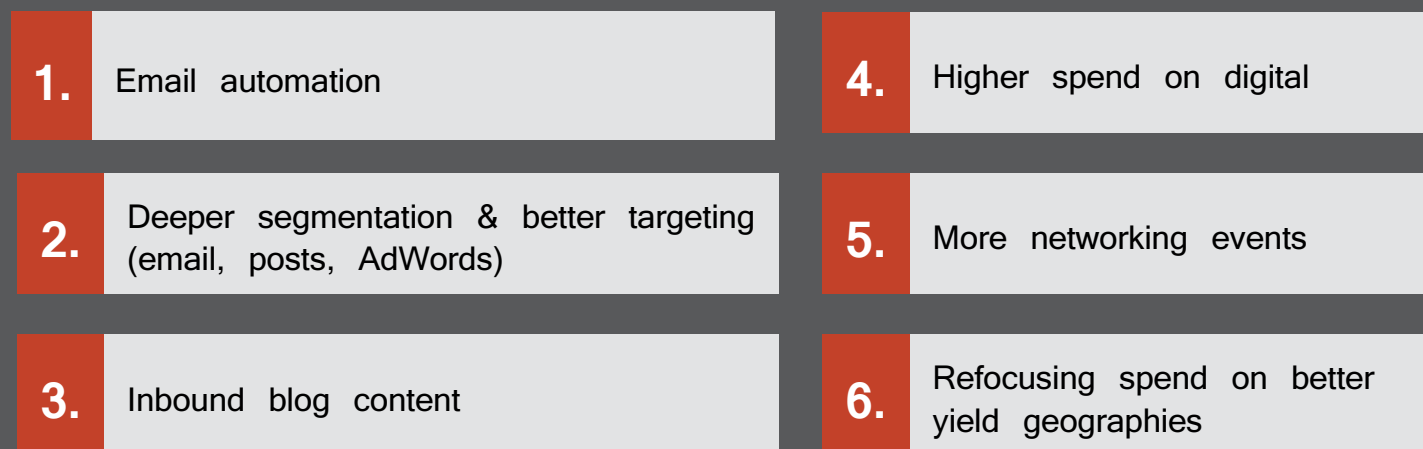 1.
Email automation
2.
Deeper segmentation & better targeting
(email, posts, AdWords)
3.
Inbound blog content
4.
Higher spend on digital
5.
More networking events
6.
Refocusing spend on better
yield geographies